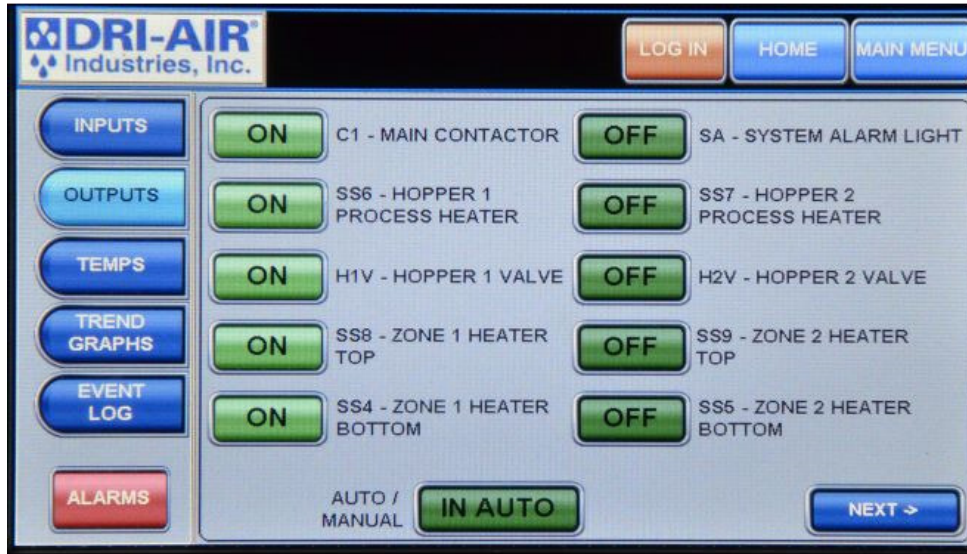 DRI-AIR®
Industries, Inc.
LOG IN
HOME
MAIN MENU
INPUTS
OUTPUTS
TEMPS
TREND
GRAPHS
EVENT
LOG
ALARMS
ON
C1 - MAIN CONTACTOR
OFF
SA - SYSTEM ALARM LIGHT
ON
SS6 - HOPPER 1
PROCESS HEATER
OFF
SS7 - HOPPER 2
PROCESS HEATER
ON
H1V - HOPPER 1 VALVE
OFF
H2V - HOPPER 2 VALVE
ON
SS8 - ZONE 1 HEATER
TOP
OFF
SS9 - ZONE 2 HEATER
TOP
ON
SS4 - ZONE 1 HEATER
BOTTOM
OFF
SS5 - ZONE 2 HEATER
BOTTOM
AUTO /
MANUAL
IN AUTO
NEXT ->